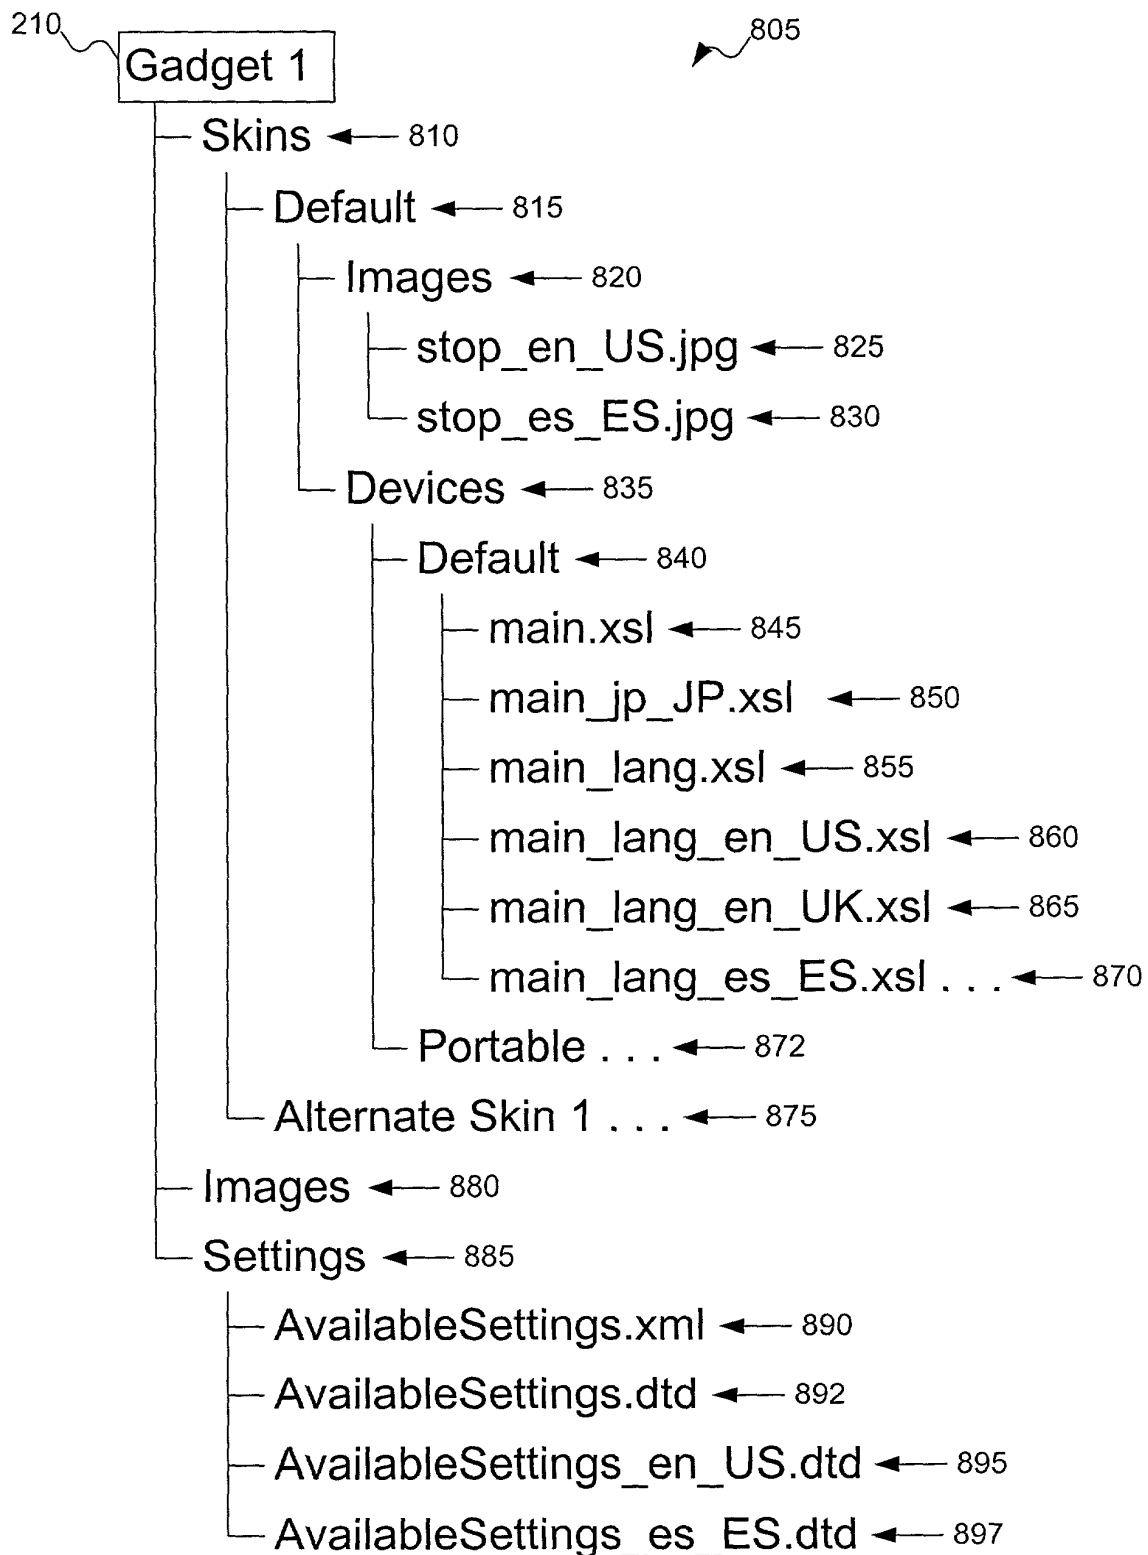 210
805
Gadget 1
Skins 810
Default 815
Images 820
stop_en_US.jpg 825
stop_es_ES.jpg 830
Devices 835
Default 840
main.xsl 845
main_jp_JP.xsl 850
main_lang.xsl 855
main_lang_en_US.xsl 860
main_lang_en_UK.xsl 865
main_lang_es_ES.xsl . . . 870
Portable . . . 872
Alternate Skin 1 . . . 875
Images 880
Settings 885
AvailableSettings.xml 890
AvailableSettings.dtd 892
AvailableSettings_en_US.dtd 895
AvailableSettings_es_ES.dtd 897